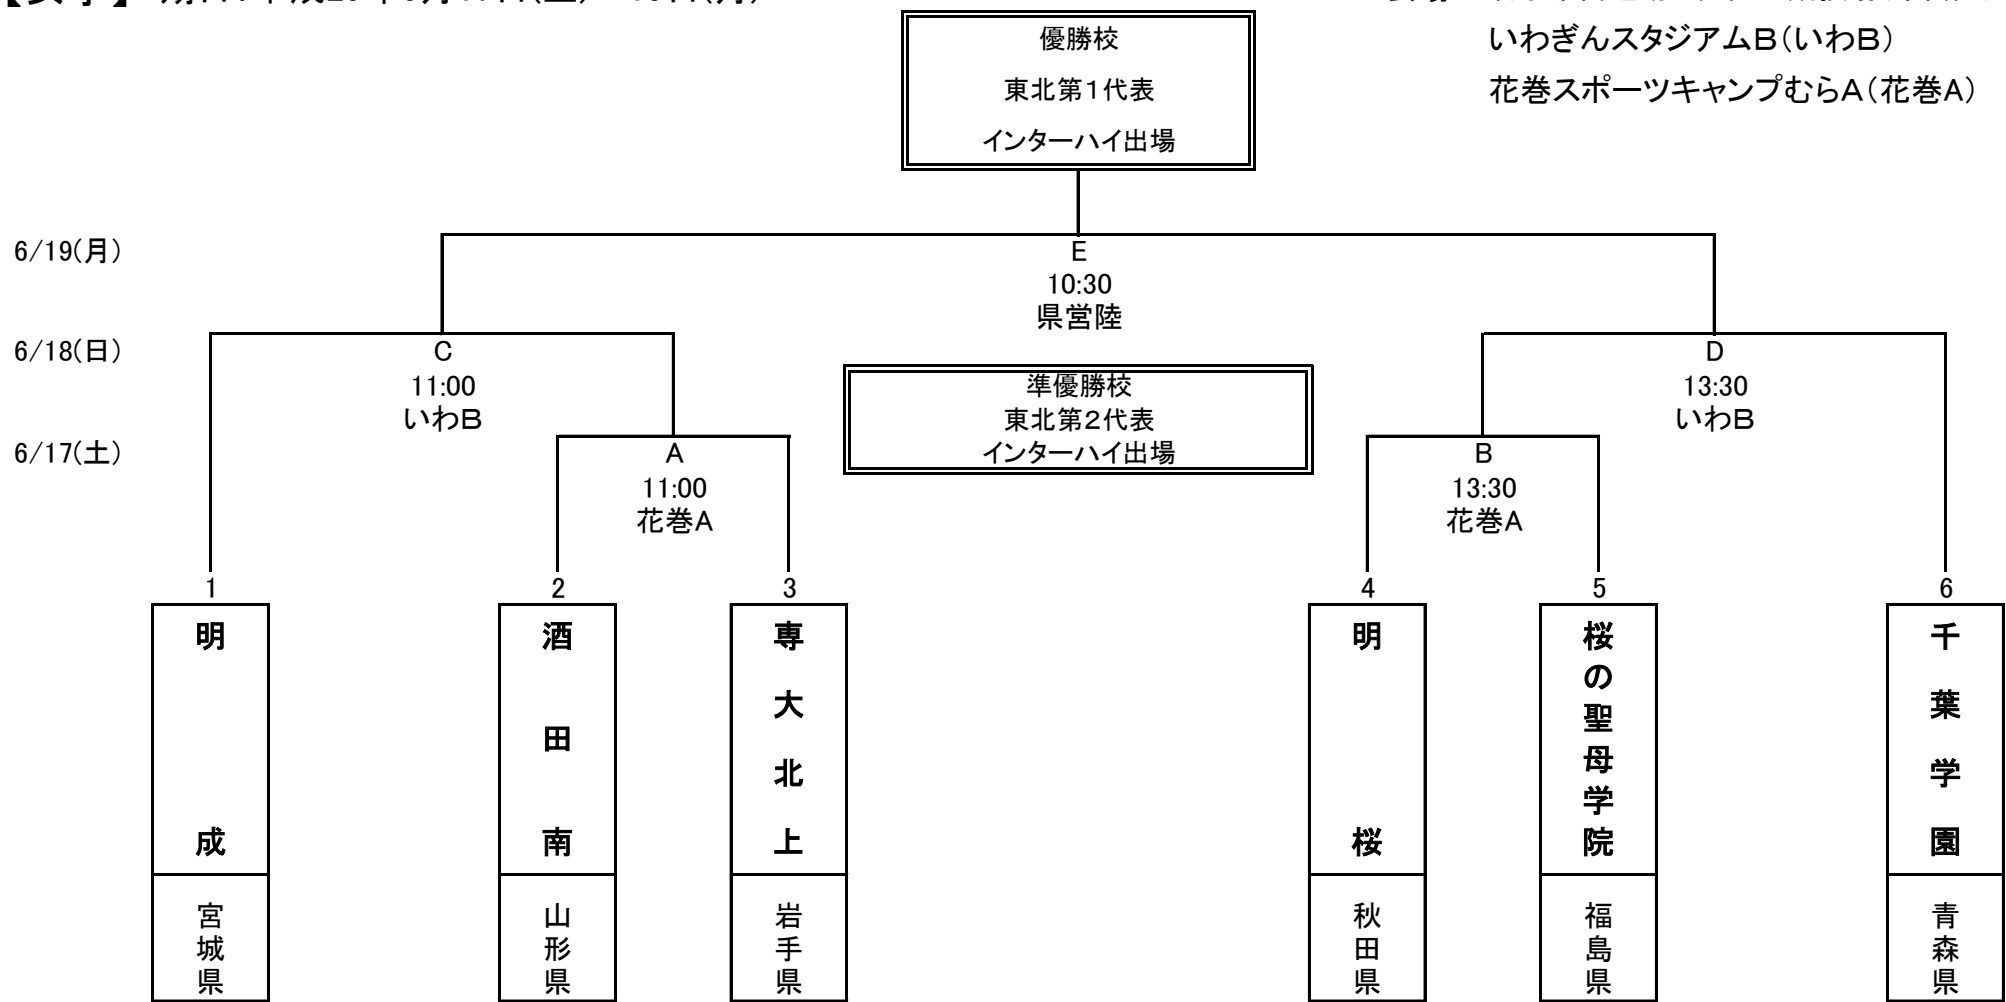 優勝校
東北第1代表
インターハイ出場
いわぎんスタジアムB(いわB)
花巻スポーツキャンプむらA(花巻A)
6/19(月)
E
10:30
県営陸
6/18(日)
C
11:00
いわB
D
13:30
いわB
準優勝校
東北第2代表
インターハイ出場
6/17(土)
A
11:00
花巻A
B
13:30
花巻A
1
明成
宮城県
2
酒田南
山形県
3
専大北上
岩手県
4
明桜
秋田県
5
桜の聖母学院
福島県
6
千葉学園
青森県